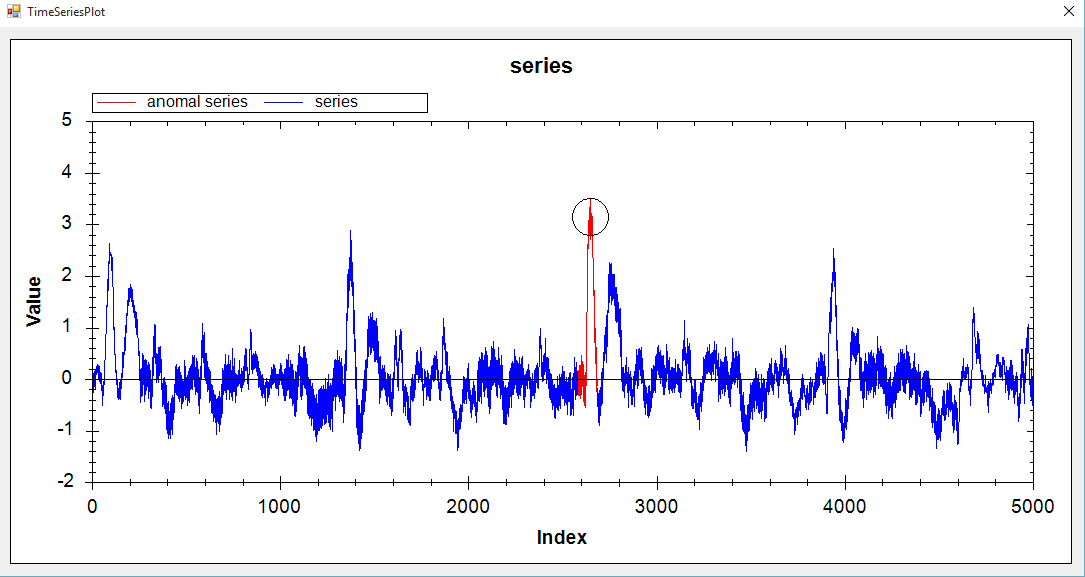 TimeSeriesPlot
series
anomal series series
5
4
3
2
1
0
-1
-2
Value
0 1000 2000 3000 4000 5000
Index